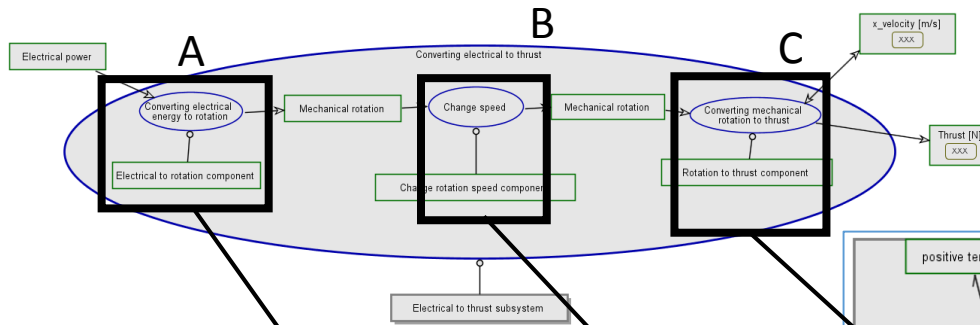 B
x_velocity [m/s]
XXX
A
C
Electrical power
Converting electrical to thrust
Converting electrical
energy to rotation
Mechanical rotation
Change speed
Mechanical rotation
Converting mechanical
rotation to thrust
Thrust [N]
XXX
Electrical to rotation component
Change rotation speed component
Rotation to thrust component
Electrical to thrust subsystem
positive